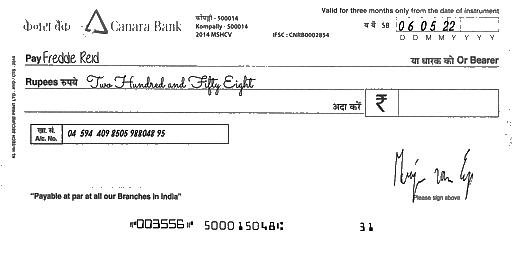 Valid for three months only from the date of instrument
केनरा बैंक Canara Bank
कोंपल्ली - 500014
Kompally - 500014
2014 MSHCV
IFSC : CNRB0002854
SB 06 05 22
D D M M Y Y Y Y
Pay Freddie Reid या धारक को Or Bearer
Rupees रुपये Two Hundred and Fifty Eight
अदा करें ₹
खा. सं.
A/c. No. 04 594 409 8505 988048 95
Please sign above
"Payable at par at all our Branches in India"
⑈003556⑈ 500015048⑆ 31